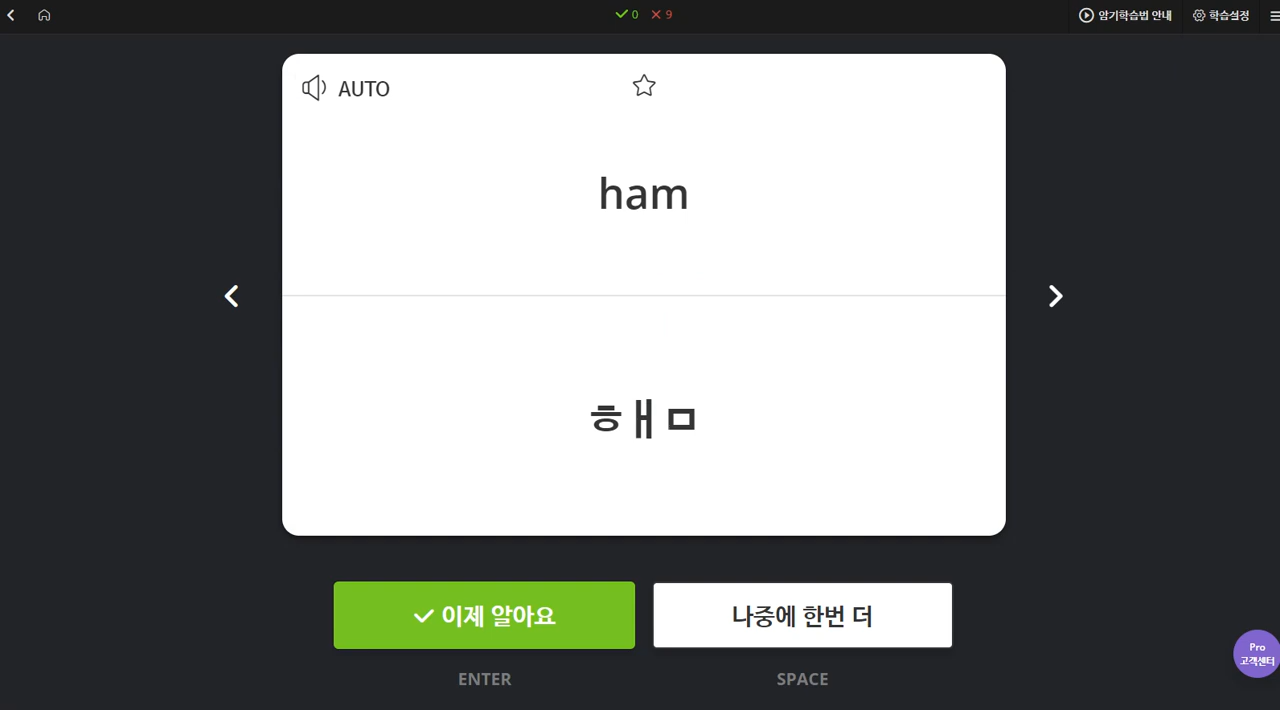 0 9 암기학습법 안내 학습설정
AUTO
ham
ㅎㅐㅁ
이제 알아요 나중에 한번 더
ENTER SPACE
Pro
고객센터